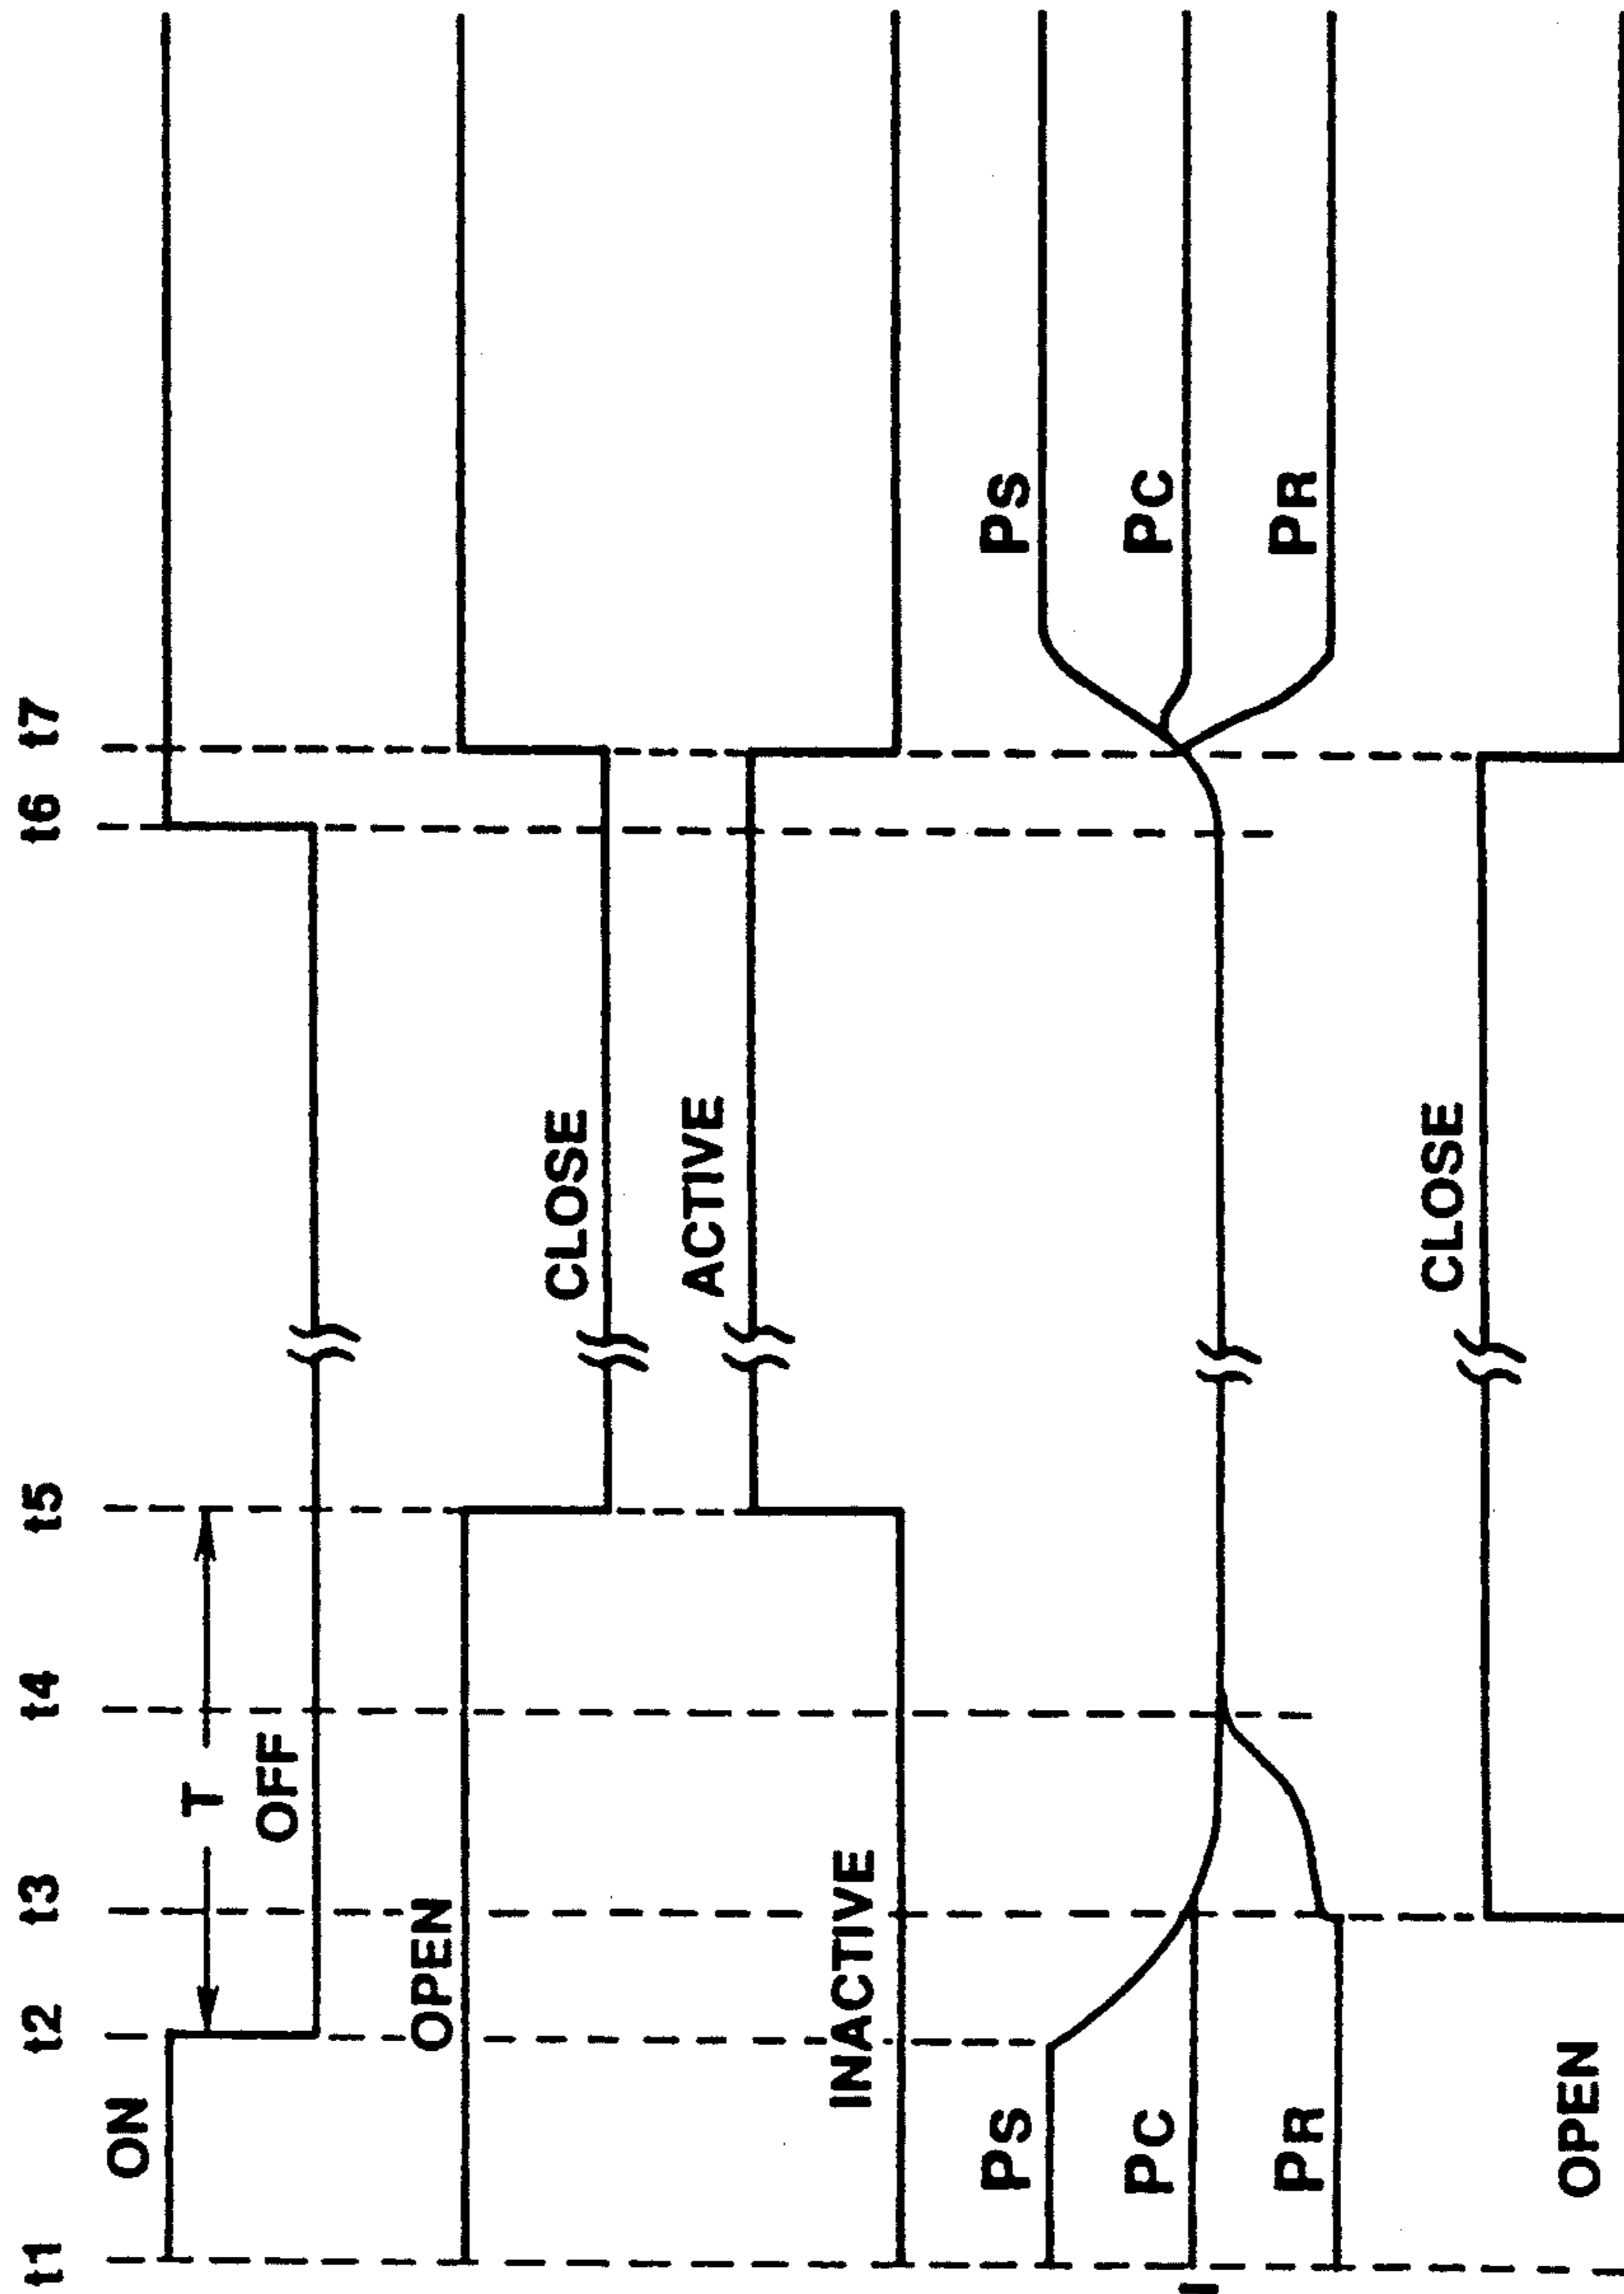 t1 t2 t3 t4 t5 t6 t7
ON
T
OFF
OPEN
CLOSE
ACTIVE
INACTIVE
PS PS
PC PC
PR PR
CLOSE
OPEN